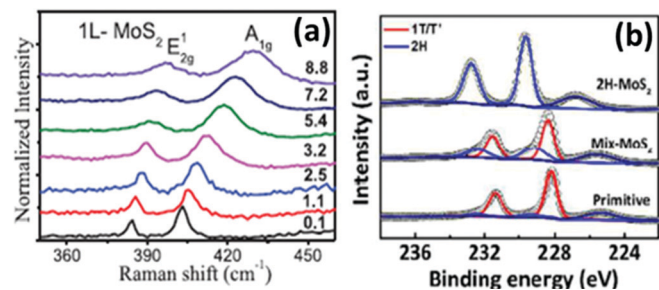 1L- MoS2 E1 2g A1g (a)
8.8
7.2
5.4
3.2
2.5
1.1
0.1
Normalized Intensity
360 390 420 450
Raman shift (cm-1)
(b)
1T/T'
2H
2H-MoS2
Mix-MoS2
Primitive
Intensity (a.u.)
236 232 228 224
Binding energy (eV)